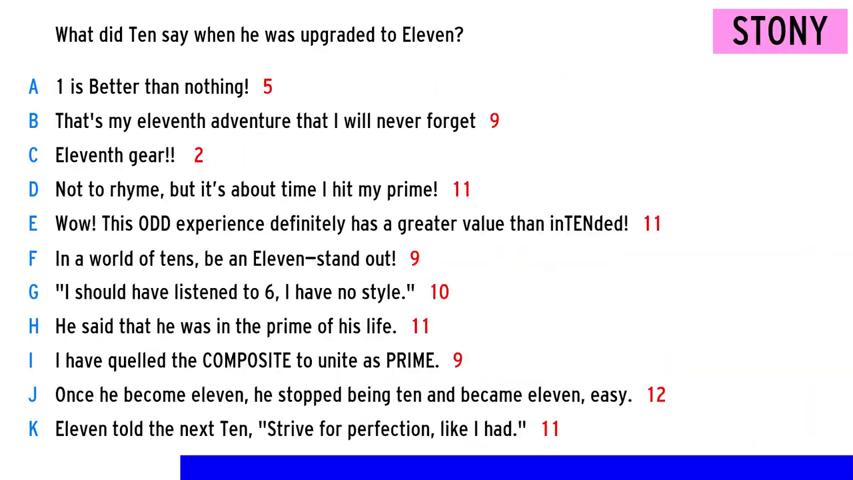 What did Ten say when he was upgraded to Eleven?
STONY
A 1 is Better than nothing! 5
B That's my eleventh adventure that I will never forget 9
C Eleventh gear!! 2
D Not to rhyme, but it’s about time I hit my prime! 11
E Wow! This ODD experience definitely has a greater value than inTENded! 11
F In a world of tens, be an Eleven—stand out! 9
G "I should have listened to 6, I have no style." 10
H He said that he was in the prime of his life. 11
I I have quelled the COMPOSITE to unite as PRIME. 9
J Once he become eleven, he stopped being ten and became eleven, easy. 12
K Eleven told the next Ten, "Strive for perfection, like I had." 11